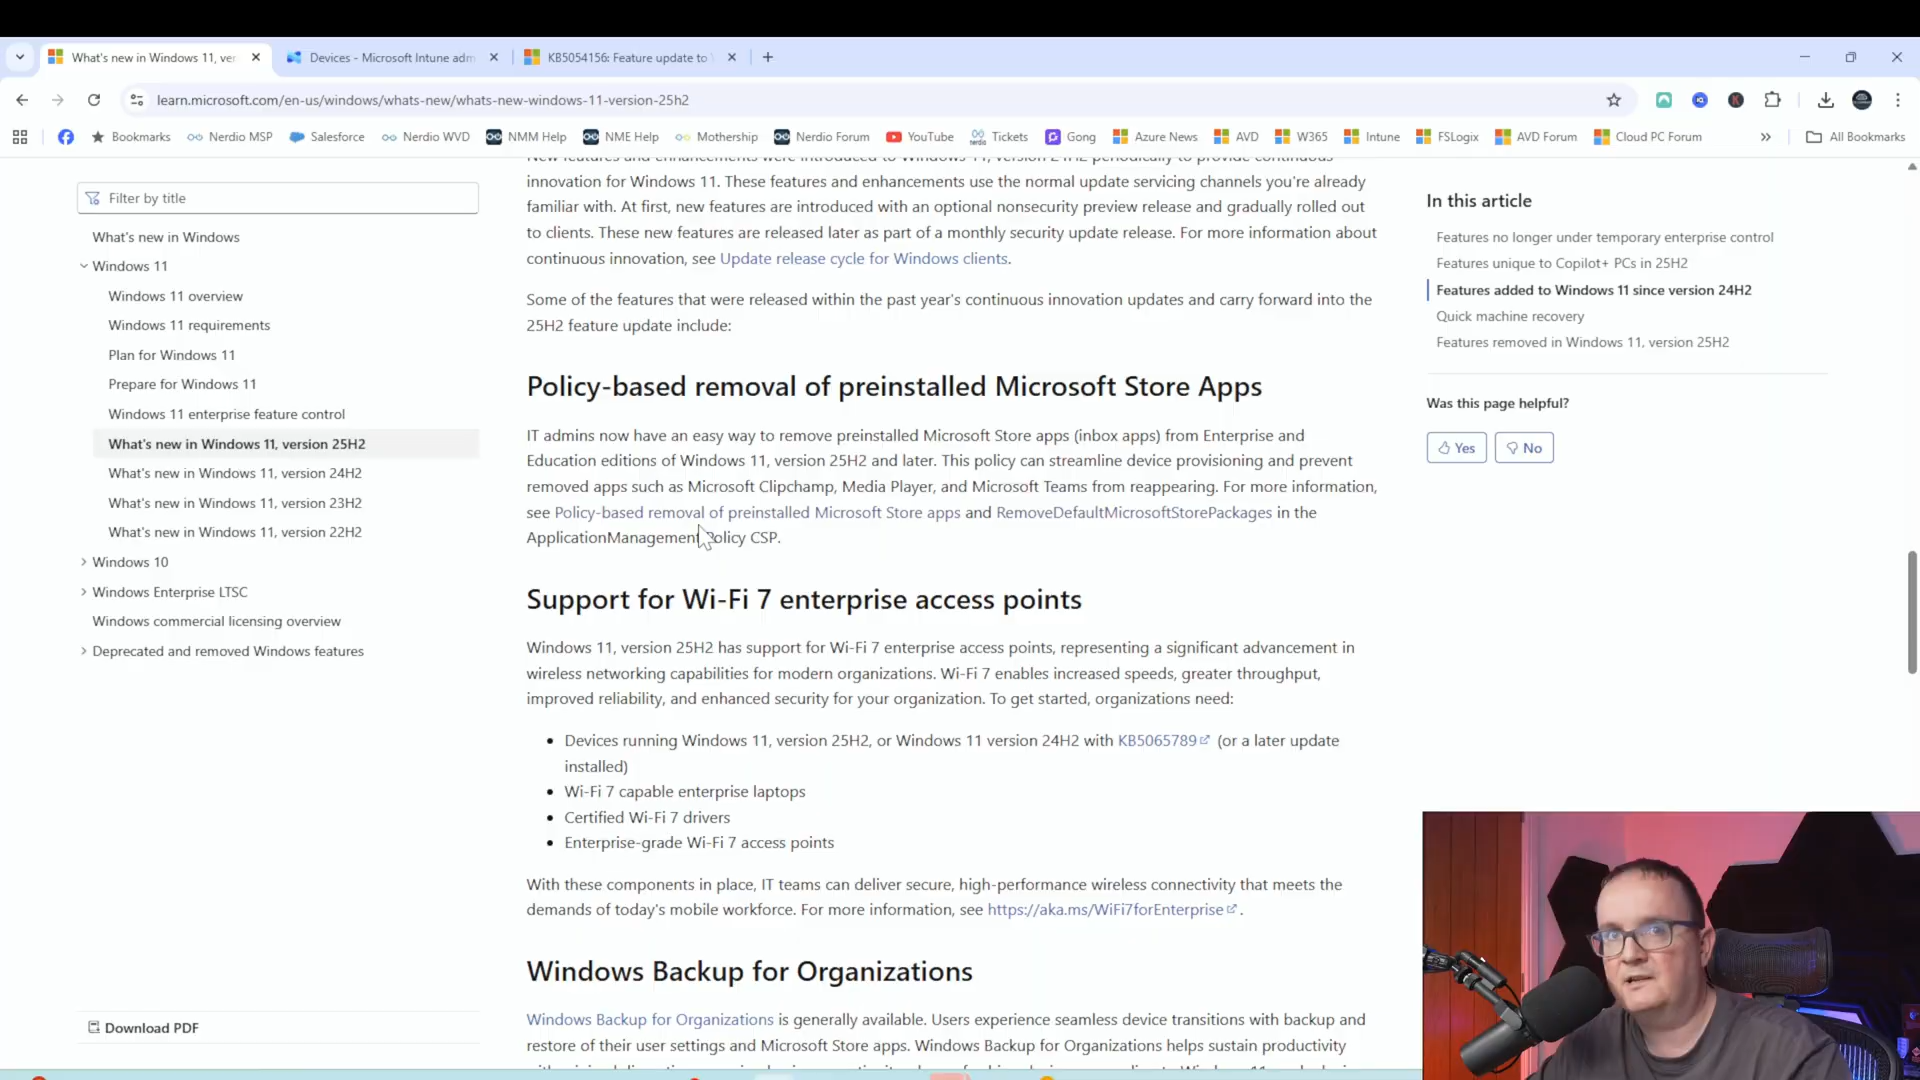 What's new in Windows 11, ver
Devices - Microsoft Intune adm
KB5054156: Feature update to
learn.microsoft.com/en-us/windows/whats-new/whats-new-windows-11-version-25h2
Bookmarks
Nerdio MSP
Salesforce
Nerdio WVD
NMM Help
NME Help
Mothership
Nerdio Forum
YouTube
Tickets
Gong
Azure News
AVD
W365
Intune
FSLogix
AVD Forum
Cloud PC Forum
All Bookmarks
Filter by title
What's new in Windows
Windows 11
Windows 11 overview
Windows 11 requirements
Plan for Windows 11
Prepare for Windows 11
Windows 11 enterprise feature control
What's new in Windows 11, version 25H2
What's new in Windows 11, version 24H2
What's new in Windows 11, version 23H2
What's new in Windows 11, version 22H2
Windows 10
Windows Enterprise LTSC
Windows commercial licensing overview
Deprecated and removed Windows features
Download PDF
New features and enhancements were introduced to Windows 11, version 24H2 periodically to provide continuous
innovation for Windows 11. These features and enhancements use the normal update servicing channels you're already
familiar with. At first, new features are introduced with an optional nonsecurity preview release and gradually rolled out
to clients. These new features are released later as part of a monthly security update release. For more information about
continuous innovation, see Update release cycle for Windows clients.
Some of the features that were released within the past year's continuous innovation updates and carry forward into the
25H2 feature update include:
Policy-based removal of preinstalled Microsoft Store Apps
IT admins now have an easy way to remove preinstalled Microsoft Store apps (inbox apps) from Enterprise and
Education editions of Windows 11, version 25H2 and later. This policy can streamline device provisioning and prevent
removed apps such as Microsoft Clipchamp, Media Player, and Microsoft Teams from reappearing. For more information,
see Policy-based removal of preinstalled Microsoft Store apps and RemoveDefaultMicrosoftStorePackages in the
ApplicationManagement Policy CSP.
Support for Wi-Fi 7 enterprise access points
Windows 11, version 25H2 has support for Wi-Fi 7 enterprise access points, representing a significant advancement in
wireless networking capabilities for modern organizations. Wi-Fi 7 enables increased speeds, greater throughput,
improved reliability, and enhanced security for your organization. To get started, organizations need:
• Devices running Windows 11, version 25H2, or Windows 11 version 24H2 with KB5065789 (or a later update
installed)
• Wi-Fi 7 capable enterprise laptops
• Certified Wi-Fi 7 drivers
• Enterprise-grade Wi-Fi 7 access points
With these components in place, IT teams can deliver secure, high-performance wireless connectivity that meets the
demands of today's mobile workforce. For more information, see https://aka.ms/WiFi7forEnterprise .
Windows Backup for Organizations
Windows Backup for Organizations is generally available. Users experience seamless device transitions with backup and
restore of their user settings and Microsoft Store apps. Windows Backup for Organizations helps sustain productivity
In this article
Features no longer under temporary enterprise control
Features unique to Copilot+ PCs in 25H2
Features added to Windows 11 since version 24H2
Quick machine recovery
Features removed in Windows 11, version 25H2
Was this page helpful?
Yes
No